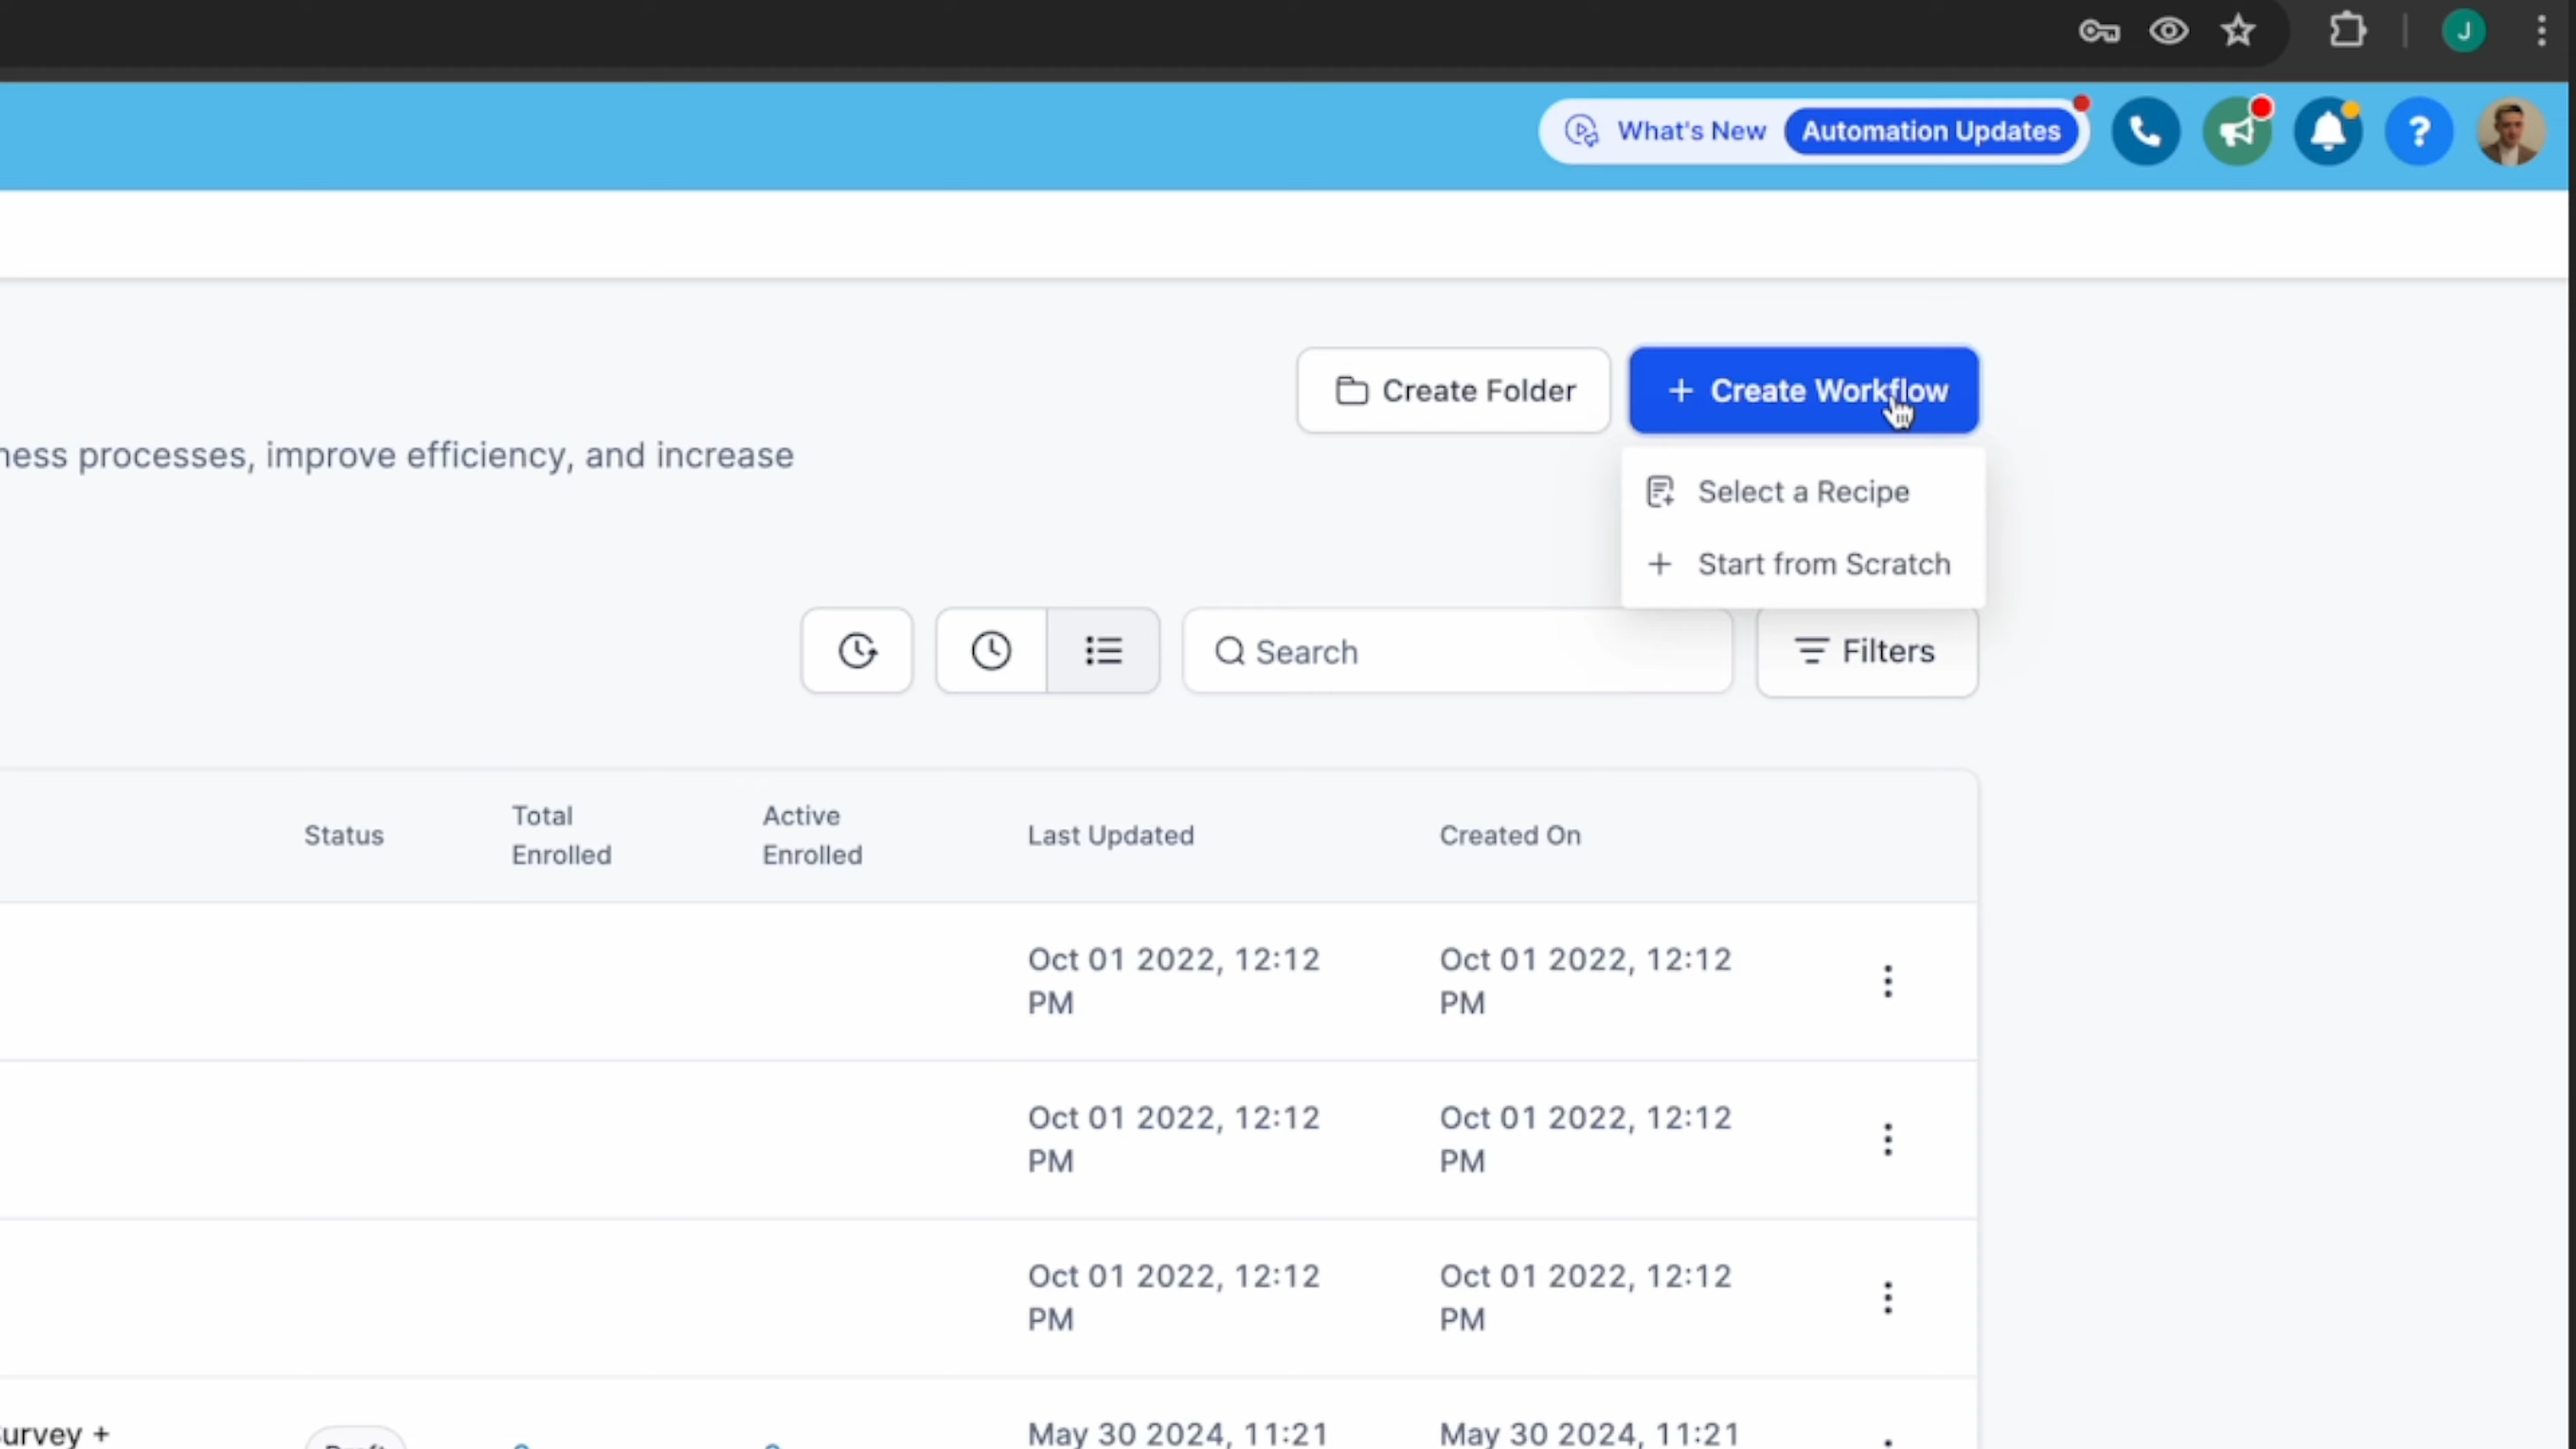 J
What's New
Automation Updates
?
Create Folder
+ Create Workflow
ness processes, improve efficiency, and increase
Select a Recipe
+ Start from Scratch
Search
Filters
Status
Total
Enrolled
Active
Enrolled
Last Updated
Created On
Oct 01 2022, 12:12
PM
Oct 01 2022, 12:12
PM
Oct 01 2022, 12:12
PM
Oct 01 2022, 12:12
PM
Oct 01 2022, 12:12
PM
Oct 01 2022, 12:12
PM
urvey +
Draft
May 30 2024, 11:21
May 30 2024, 11:21